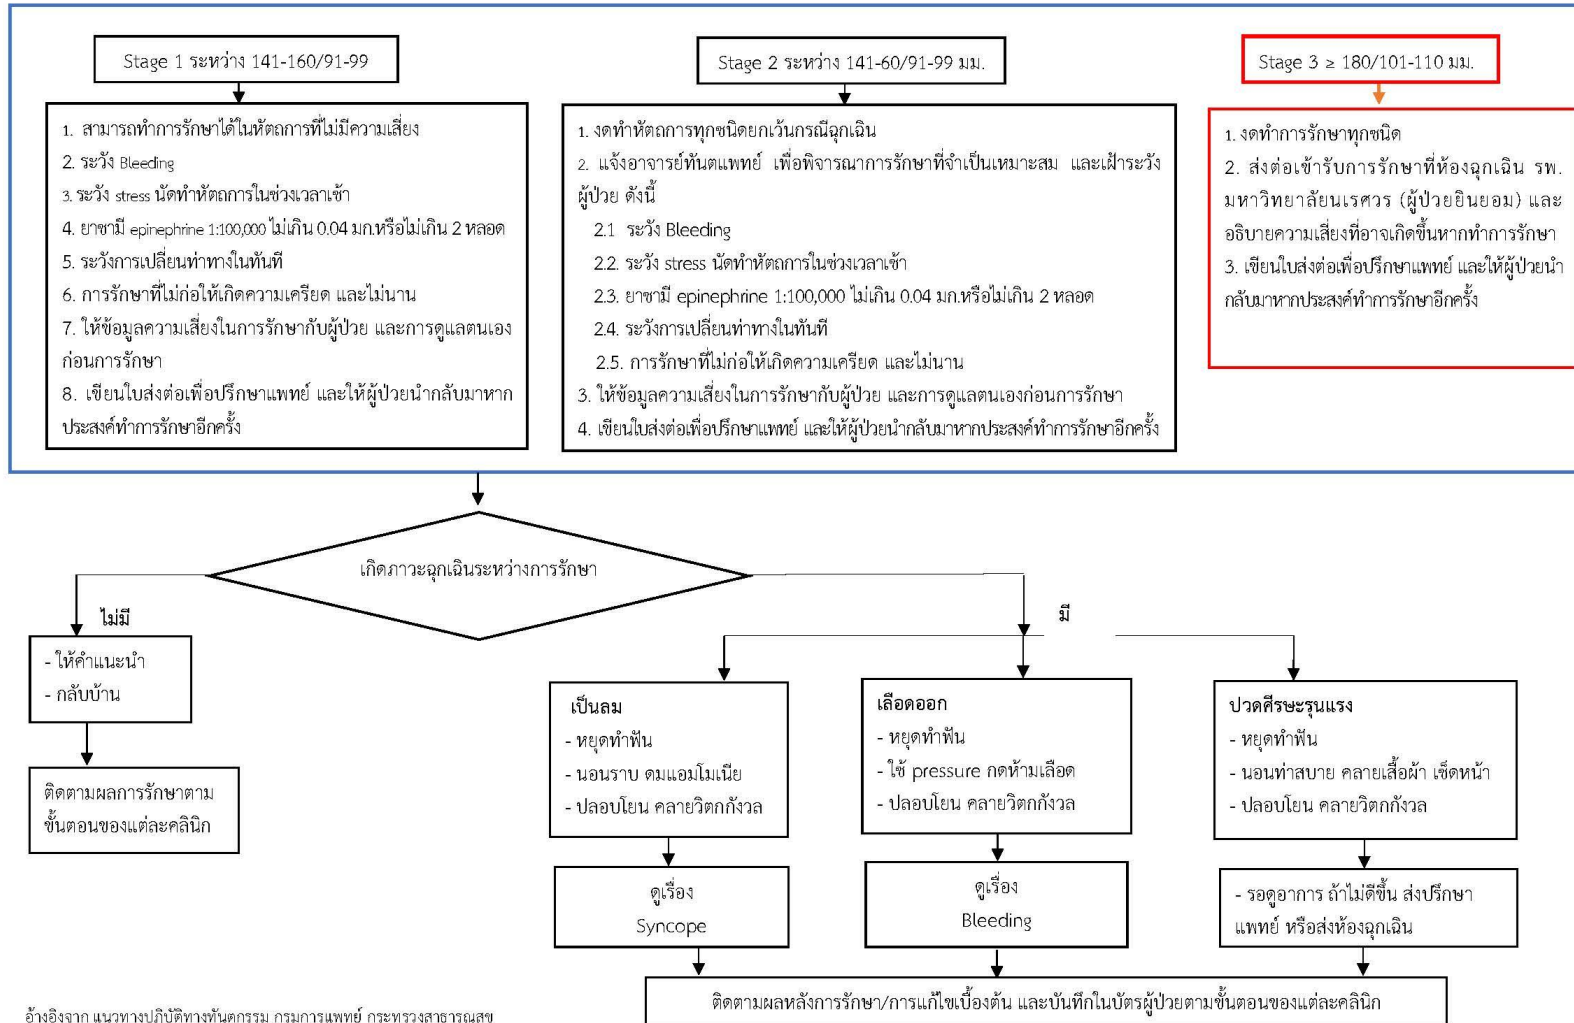 Stage 1 ระหว่าง 141-160/91-99
1. สามารถทำการรักษาได้ในหัตถการที่ไม่มีความเสี่ยง
2. ระวัง Bleeding
3. ระวัง stress นัดทำหัตถการในช่วงเวลาเช้า
4. ยาชามี epinephrine 1:100,000 ไม่เกิน 0.04 มก.หรือไม่เกิน 2 หลอด
5. ระวังการเปลี่ยนท่าทางในทันที
6. การรักษาที่ไม่ก่อให้เกิดความเครียด และไม่นาน
7. ให้ข้อมูลความเสี่ยงในการรักษากับผู้ป่วย และการดูแลตนเอง
ก่อนการรักษา
8. เขียนใบส่งต่อเพื่อปรึกษาแพทย์ และให้ผู้ป่วยนำกลับมาหาก
ประสงค์ทำการรักษาอีกครั้ง
Stage 2 ระหว่าง 141-60/91-99 มม.
1. งดทำหัตถการทุกชนิดยกเว้นกรณีฉุกเฉิน
2. แจ้งอาจารย์ทันตแพทย์ เพื่อพิจารณาการรักษาที่จำเป็นเหมาะสม และเฝ้าระวัง
ผู้ป่วย ดังนี้
2.1 ระวัง Bleeding
2.2. ระวัง stress นัดทำหัตถการในช่วงเวลาเช้า
2.3. ยาชามี epinephrine 1:100,000 ไม่เกิน 0.04 มก.หรือไม่เกิน 2 หลอด
2.4. ระวังการเปลี่ยนท่าทางในทันที
2.5. การรักษาที่ไม่ก่อให้เกิดความเครียด และไม่นาน
3. ให้ข้อมูลความเสี่ยงในการรักษากับผู้ป่วย และการดูแลตนเองก่อนการรักษา
4. เขียนใบส่งต่อเพื่อปรึกษาแพทย์ และให้ผู้ป่วยนำกลับมาหากประสงค์ทำการรักษาอีกครั้ง
Stage 3 ≥ 180/101-110 มม.
1. งดทำการรักษาทุกชนิด
2. ส่งต่อเข้ารับการรักษาที่ห้องฉุกเฉิน รพ.
มหาวิทยาลัยนเรศวร (ผู้ป่วยยินยอม) และ
อธิบายความเสี่ยงที่อาจเกิดขึ้นหากทำการรักษา
3. เขียนใบส่งต่อเพื่อปรึกษาแพทย์ และให้ผู้ป่วยนำ
กลับมาหากประสงค์ทำการรักษาอีกครั้ง
เกิดภาวะฉุกเฉินระหว่างการรักษา
ไม่มี
- ให้คำแนะนำ
- กลับบ้าน
ติดตามผลการรักษาตาม
ขั้นตอนของแต่ละคลินิก
มี
เป็นลม
- หยุดทำฟัน
- นอนราบ ดมแอมโมเนีย
- ปลอบโยน คลายวิตกกังวล
ดูเรื่อง
Syncope
เลือดออก
- หยุดทำฟัน
- ใช้ pressure กดห้ามเลือด
- ปลอบโยน คลายวิตกกังวล
ดูเรื่อง
Bleeding
ปวดศีรษะรุนแรง
- หยุดทำฟัน
- นอนท่าสบาย คลายเสื้อผ้า เช็ดหน้า
- ปลอบโยน คลายวิตกกังวล
- รอดูอาการ ถ้าไม่ดีขึ้น ส่งปรึกษา
แพทย์ หรือส่งห้องฉุกเฉิน
ติดตามผลหลังการรักษา/การแก้ไขเบื้องต้น และบันทึกในบัตรผู้ป่วยตามขั้นตอนของแต่ละคลินิก
อ้างอิงจาก แนวทางปฏิบัติทางทันตกรรม กรมการแพทย์ กระทรวงสาธารณสุข